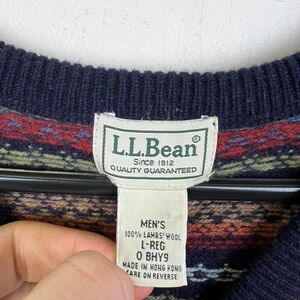 L.L.Bean®
Since 1912
QUALITY GUARANTEED
MEN'S
100% LAMBS' WOOL
L-REG
0 BHY9
MADE IN HONG KONG
CARE ON REVERSE